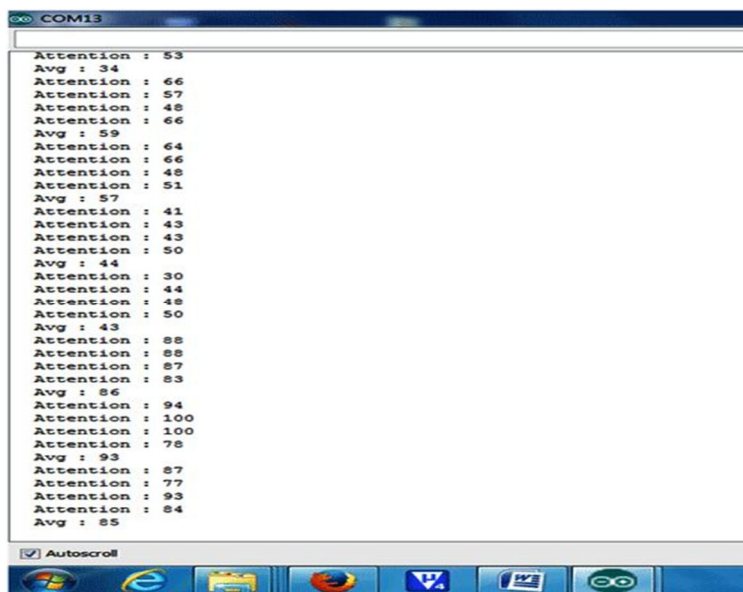 COM13
Attention : 53
Avg : 34
Attention : 66
Attention : 57
Attention : 48
Attention : 66
Avg : 59
Attention : 64
Attention : 66
Attention : 48
Attention : 51
Avg : 57
Attention : 41
Attention : 43
Attention : 43
Attention : 50
Avg : 44
Attention : 30
Attention : 44
Attention : 48
Attention : 50
Avg : 43
Attention : 88
Attention : 88
Attention : 87
Attention : 83
Avg : 86
Attention : 94
Attention : 100
Attention : 100
Attention : 78
Avg : 93
Attention : 87
Attention : 77
Attention : 93
Attention : 84
Avg : 85
Autoscroll